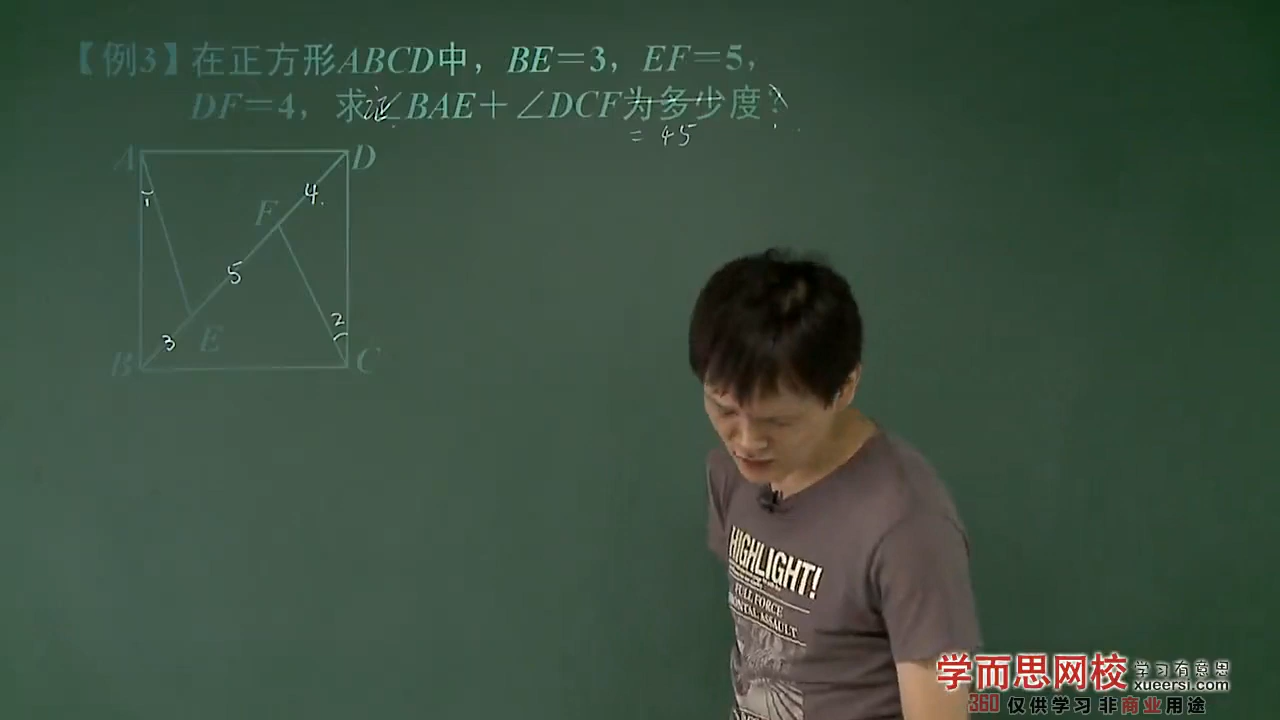 【例3】在正方形ABCD中，BE=3，EF=5，
DF=4，求证∠BAE+∠DCF为多少度？
= 45
A
D
1
4.
F
5
2
3
E
B
C
HIGHLIGHT!
FULL FORCE
RONTAL ASSAULT
学而思网校 学习有意思
xueersi.com
360 仅供学习 非商业用途